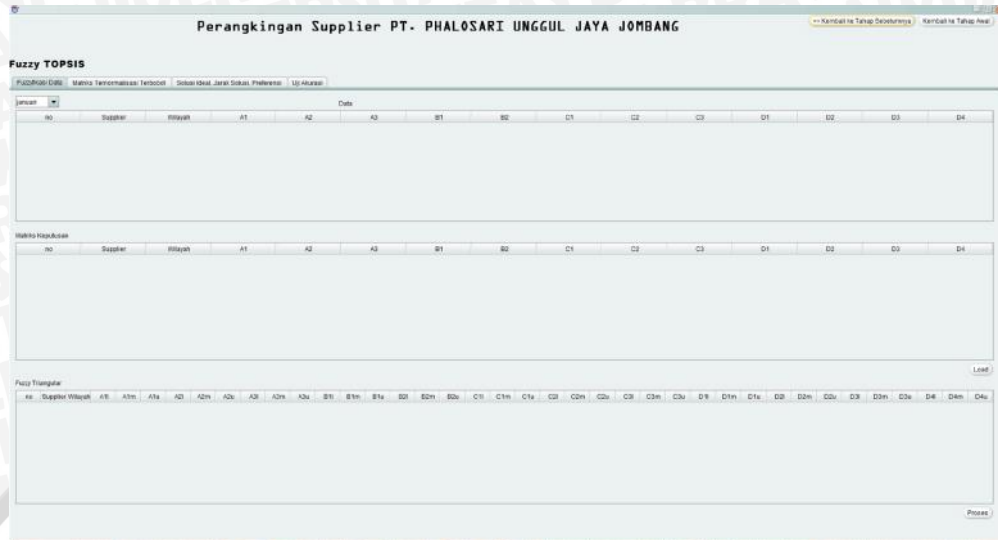 Perangkingan Supplier PT. PHALOSARI UNGGUL JAYA JOMBANG
<< Kembali ke Tahap Sebelumnya Kembali ke Tahap Awal
Fuzzy TOPSIS
Fuzzifikasi Data Matriks Ternormalisasi Terbobot Solusi Ideal, Jarak Solusi, Preferensi Uji Akurasi
januari
Data
no Supplier Wilayah A1 A2 A3 B1 B2 C1 C2 C3 D1 D2 D3 D4
Matriks Keputusan
no Supplier Wilayah A1 A2 A3 B1 B2 C1 C2 C3 D1 D2 D3 D4
Load
Fuzzy Triangular
no Supplier Wilayah A1l A1m A1u A2l A2m A2u A3l A3m A3u B1l B1m B1u B2l B2m B2u C1l C1m C1u C2l C2m C2u C3l C3m C3u D1l D1m D1u D2l D2m D2u D3l D3m D3u D4l D4m D4u
Proses